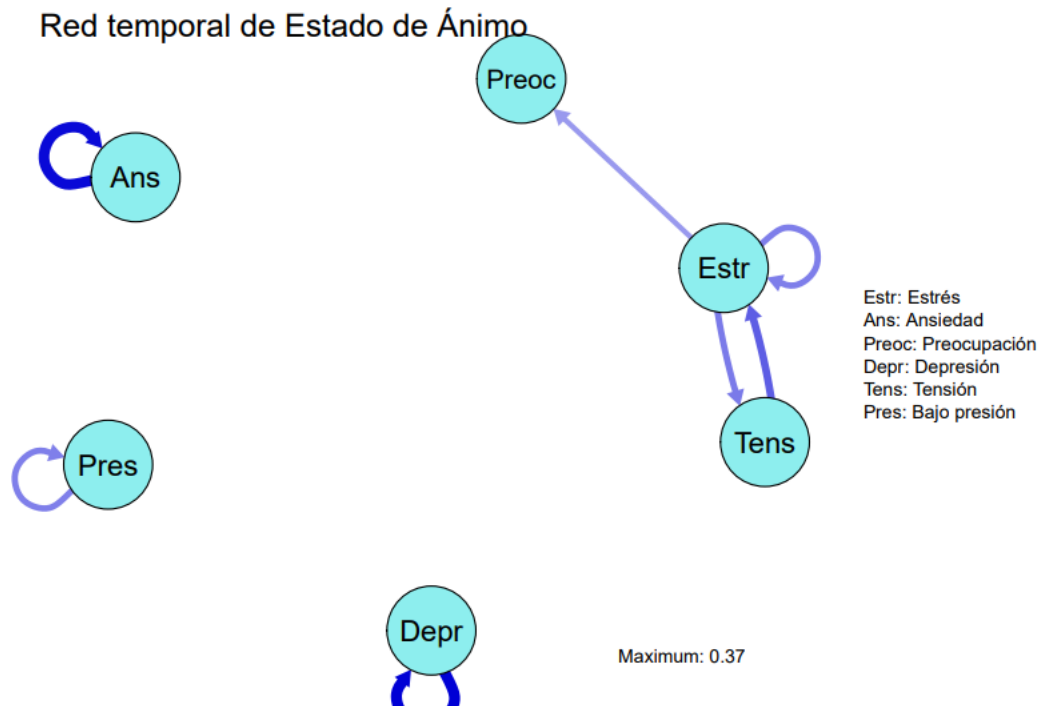 Red temporal de Estado de Ánimo
Preoc
Ans
Estr
Estr: Estrés
Ans: Ansiedad
Preoc: Preocupación
Depr: Depresión
Tens: Tensión
Pres: Bajo presión
Tens
Pres
Depr
Maximum: 0.37